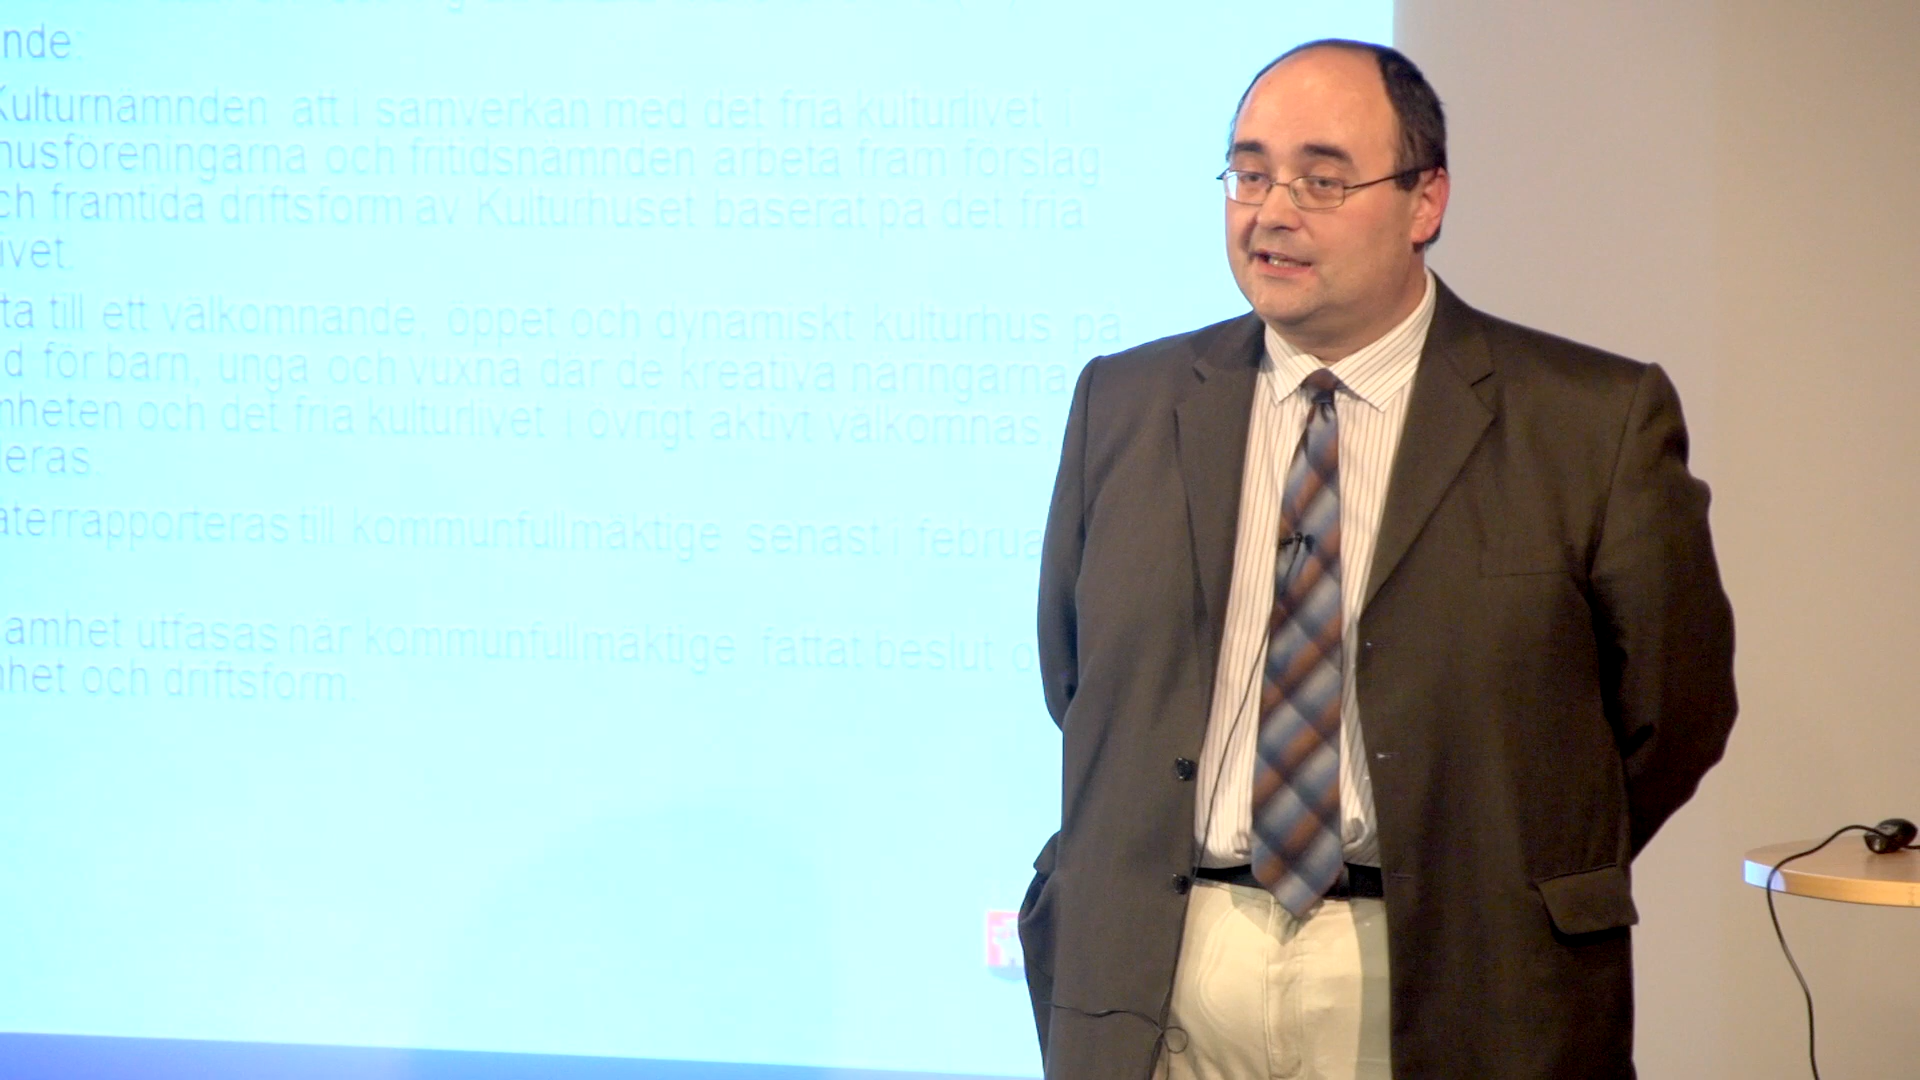 nde:
Kulturnämnden att i samverkan med det fria kulturlivet i
husföreningarna och fritidsnämnden arbeta fram förslag
ch framtida driftsform av Kulturhuset baserat på det fria
ivet.
ta till ett välkomnande, öppet och dynamiskt kulturhus på
d för barn, unga och vuxna där de kreativa näringarna
mheten och det fria kulturlivet i övrigt aktivt välkomnas,
leras.
återrapporteras till kommunfullmäktige senast i februa
amhet utfasas när kommunfullmäktige fattat beslut o
nhet och driftsform.